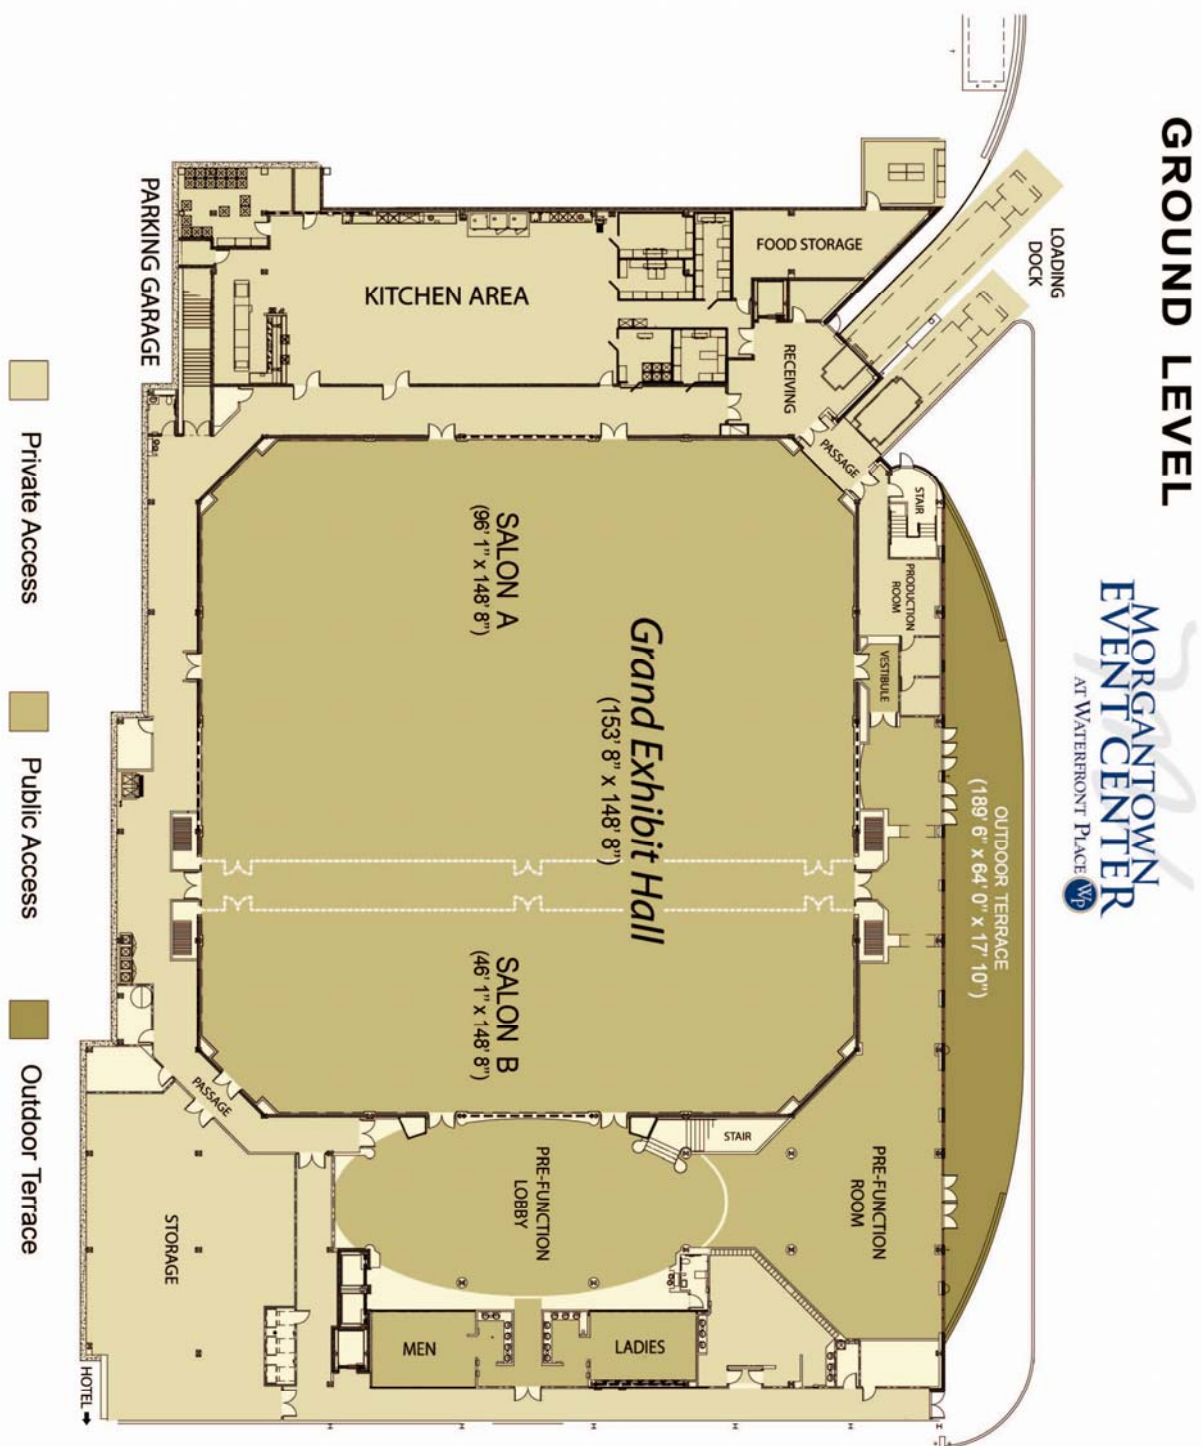 GROUND LEVEL
MORGANTOWN
EVENT CENTER
AT WATERFRONT PLACE
WP
LOADING
DOCK
FOOD STORAGE
KITCHEN AREA
PARKING GARAGE
RECEIVING
PASSAGE
STAIR
PRODUCTION
ROOM
VESTIBULE
OUTDOOR TERRACE
(189' 6" x 64' 0" x 17' 10")
Grand Exhibit Hall
(153' 8" x 148' 8")
SALON A
(96' 1" x 148' 8")
SALON B
(46' 1" x 148' 8")
PASSAGE
STAIR
PRE-FUNCTION
ROOM
PRE-FUNCTION
LOBBY
STORAGE
MEN
LADIES
HOTEL
Private Access
Public Access
Outdoor Terrace